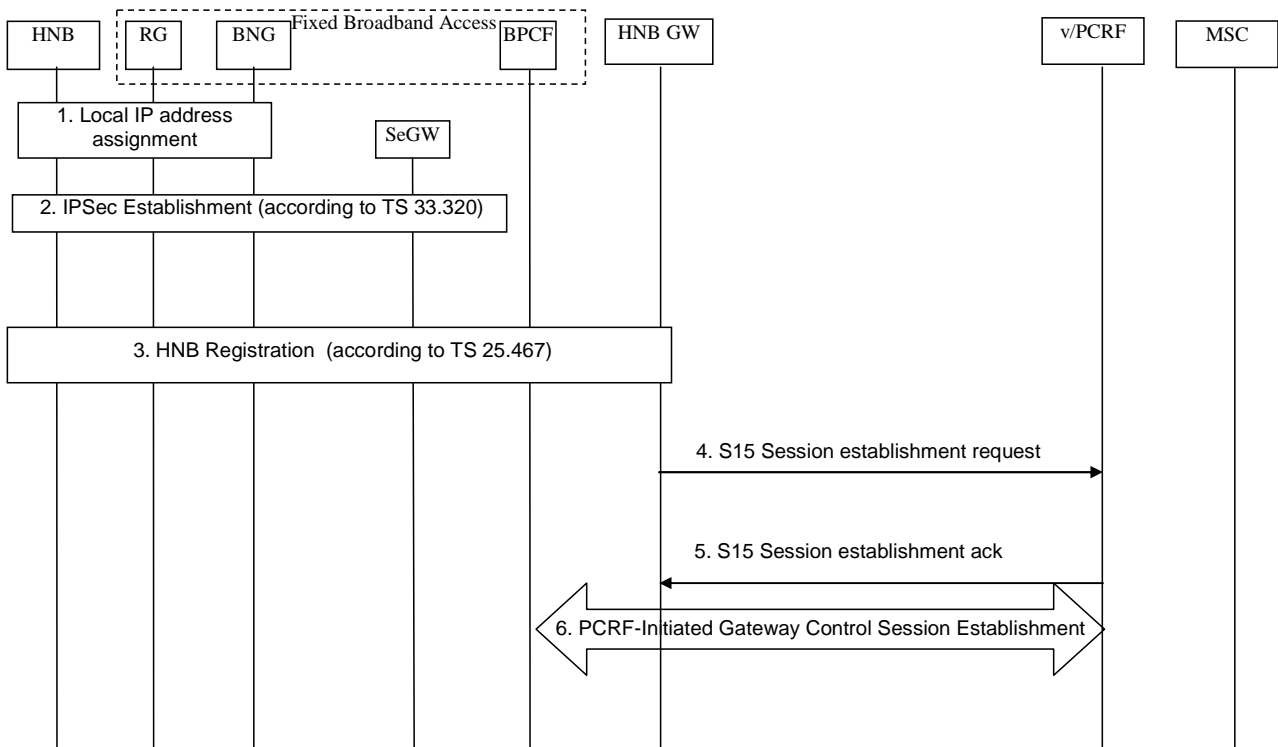 Fixed Broadband Access
HNB
RG
BNG
BPCF
HNB GW
v/PCRF
MSC
1. Local IP address
assignment
SeGW
2. IPSec Establishment (according to TS 33.320)
3. HNB Registration (according to TS 25.467)
4. S15 Session establishment request
5. S15 Session establishment ack
6. PCRF-Initiated Gateway Control Session Establishment